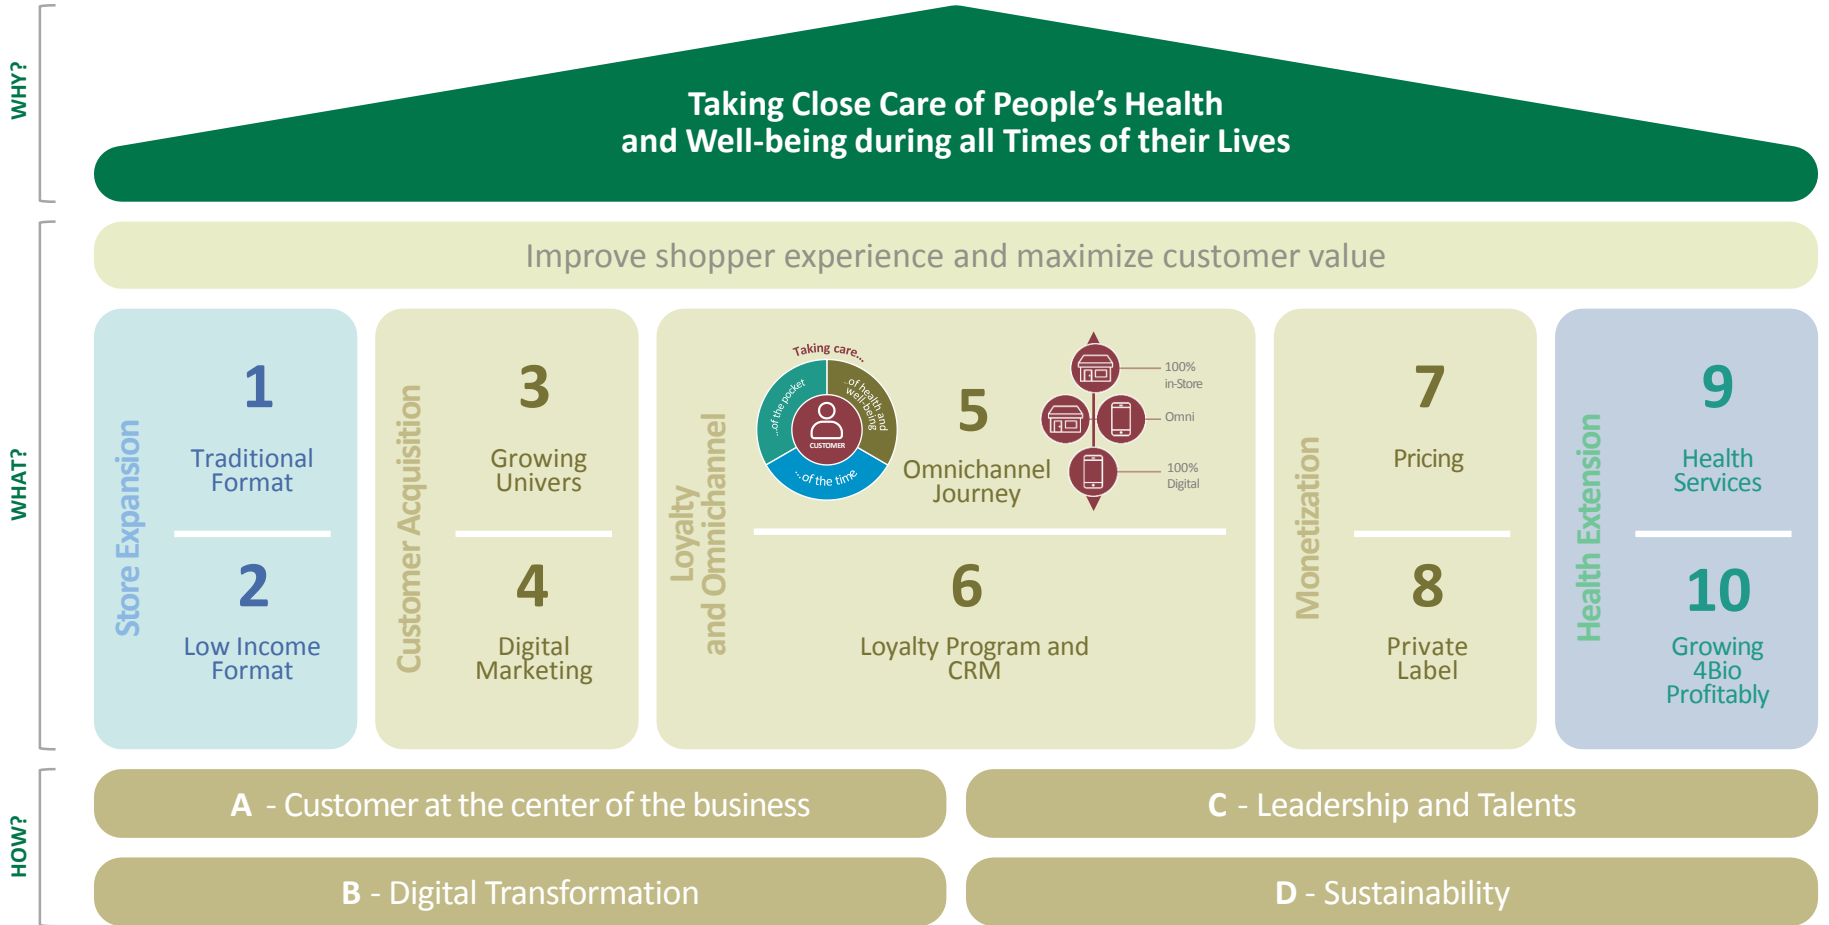 WHY?
Taking Close Care of People's Health
and Well-being during all Times of their Lives
WHAT?
Improve shopper experience and maximize customer value
Store Expansion
1
Traditional
Format
2
Low Income
Format
Customer Acquisition
3
Growing
Univers
4
Digital
Marketing
Loyalty
and Omnichannel
Taking care...
...of the pocket
...of health and
well-being
...of the time
CUSTOMER
5
Omnichannel
Journey
100%
in-Store
Omni
100%
Digital
6
Loyalty Program and
CRM
Monetization
7
Pricing
8
Private
Label
Health Extension
9
Health
Services
10
Growing
4Bio
Profitably
HOW?
A - Customer at the center of the business
C - Leadership and Talents
B - Digital Transformation
D - Sustainability